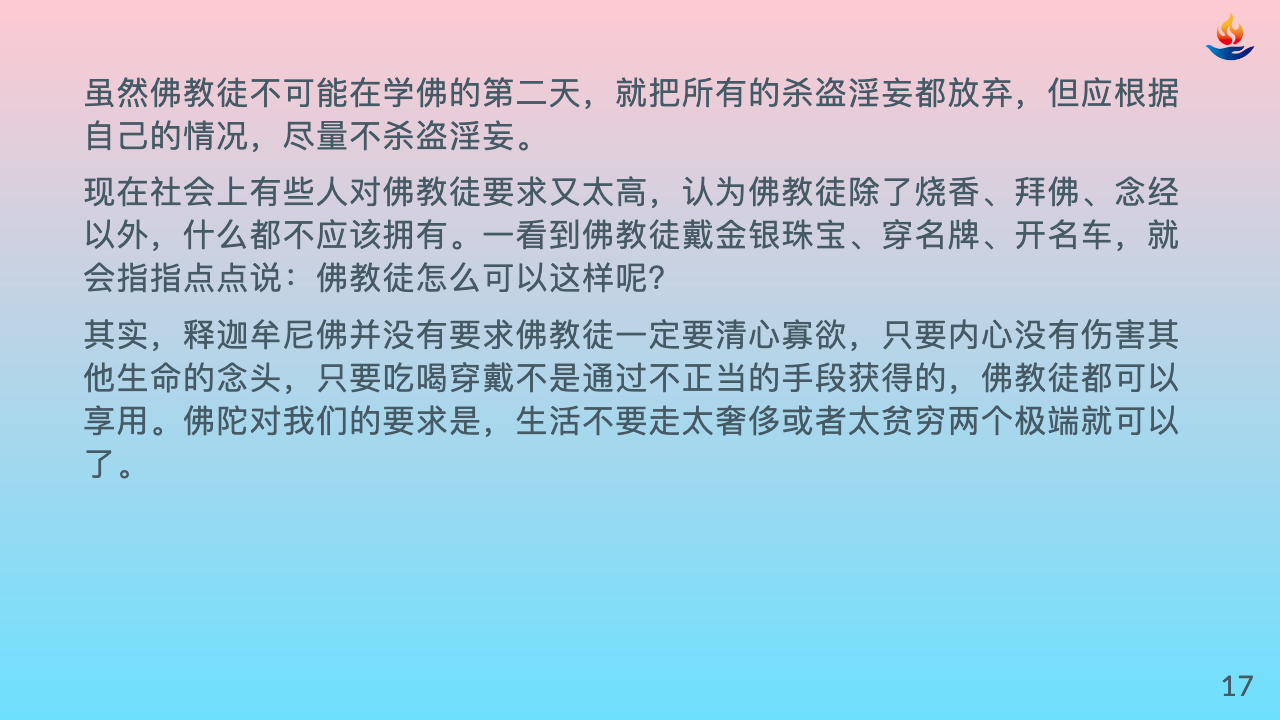 虽然佛教徒不可能在学佛的第二天，就把所有的杀盗淫妄都放弃，但应根据
自己的情况，尽量不杀盗淫妄。
现在社会上有些人对佛教徒要求又太高，认为佛教徒除了烧香、拜佛、念经
以外，什么都不应该拥有。一看到佛教徒戴金银珠宝、穿名牌、开名车，就
会指指点点说：佛教徒怎么可以这样呢？
其实，释迦牟尼佛并没有要求佛教徒一定要清心寡欲，只要内心没有伤害其
他生命的念头，只要吃喝穿戴不是通过不正当的手段获得的，佛教徒都可以
享用。佛陀对我们的要求是，生活不要走太奢侈或者太贫穷两个极端就可以
了。
17